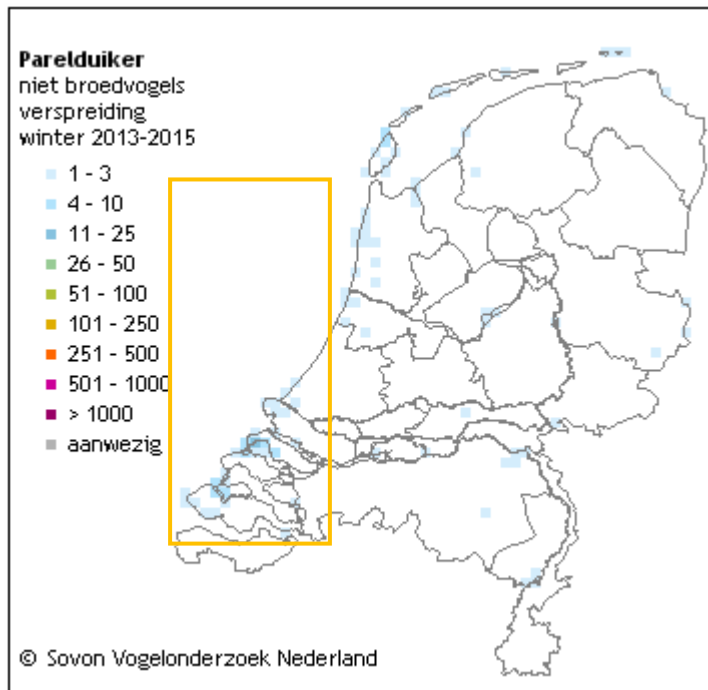 Parelduiker
niet broedvogels
verspreiding
winter 2013-2015
1 - 3
4 - 10
11 - 25
26 - 50
51 - 100
101 - 250
251 - 500
501 - 1000
> 1000
aanwezig
© Sovon Vogelonderzoek Nederland